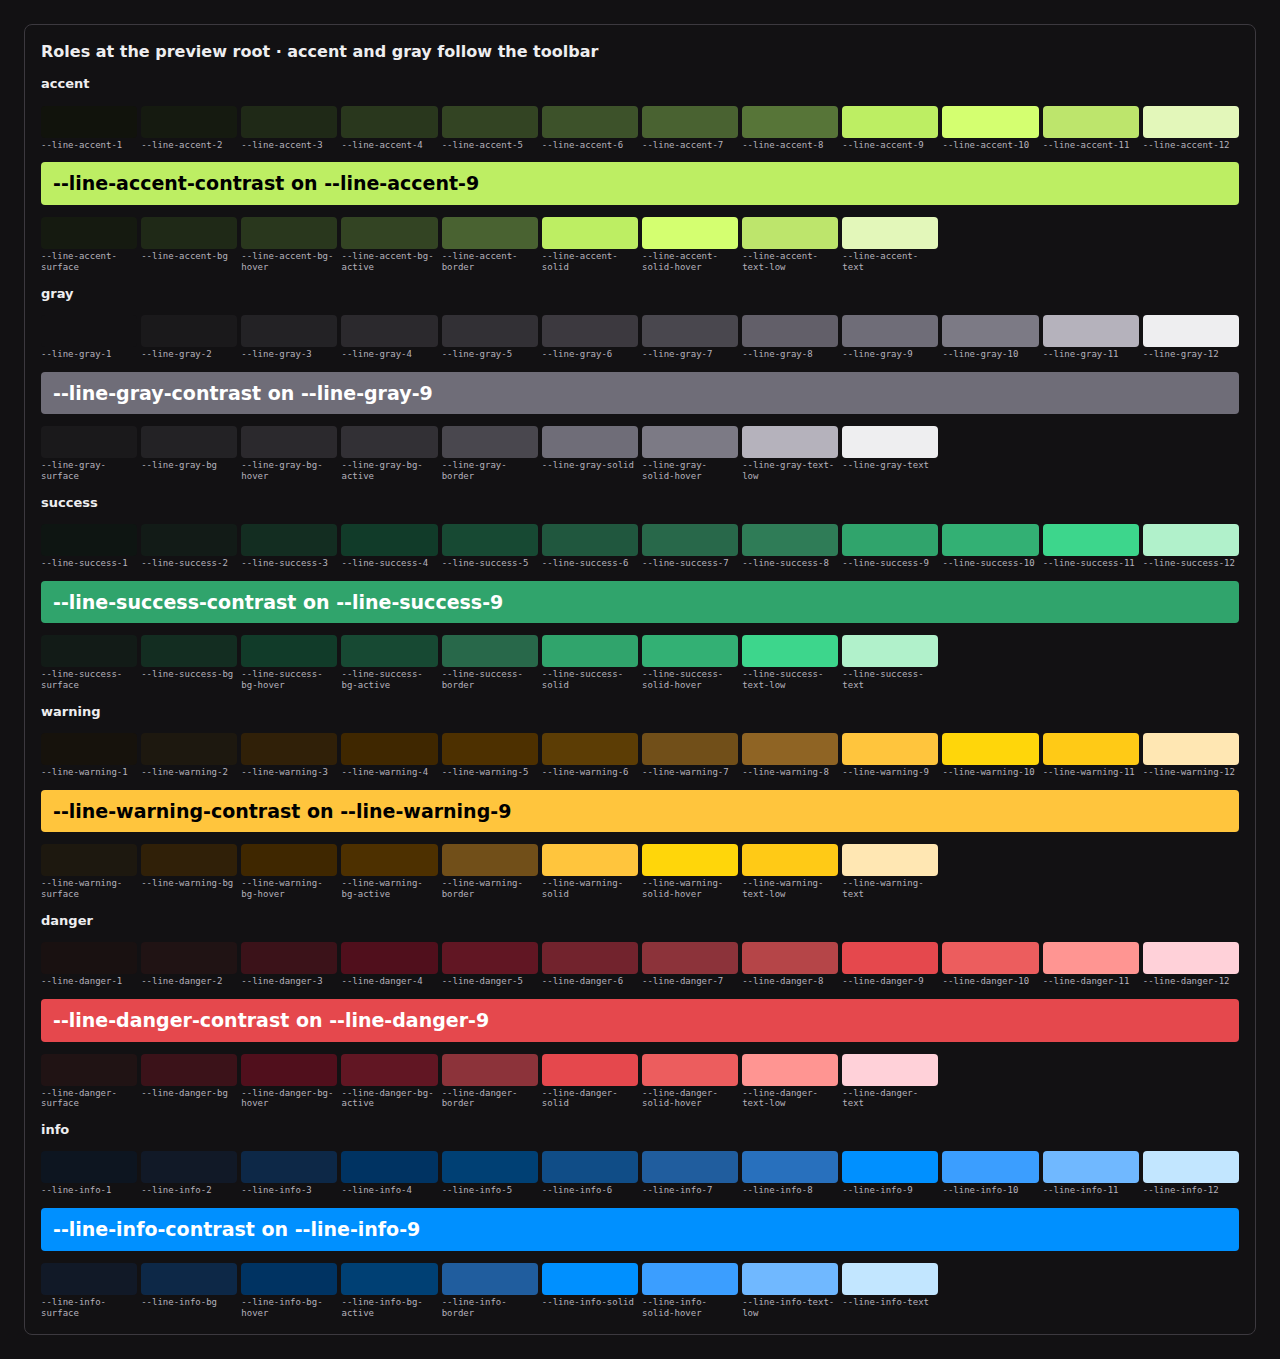 Roles at the preview root · accent and gray follow the toolbar
accent
--line-accent-1 --line-accent-2 --line-accent-3 --line-accent-4 --line-accent-5 --line-accent-6 --line-accent-7 --line-accent-8 --line-accent-9 --line-accent-10 --line-accent-11 --line-accent-12
--line-accent-contrast on --line-accent-9
--line-accent- --line-accent-bg --line-accent-bg- --line-accent-bg- --line-accent- --line-accent- --line-accent- --line-accent- --line-accent-
surface hover active border solid solid-hover text-low text
gray
--line-gray-1 --line-gray-2 --line-gray-3 --line-gray-4 --line-gray-5 --line-gray-6 --line-gray-7 --line-gray-8 --line-gray-9 --line-gray-10 --line-gray-11 --line-gray-12
--line-gray-contrast on --line-gray-9
--line-gray- --line-gray-bg --line-gray-bg- --line-gray-bg- --line-gray- --line-gray-solid --line-gray- --line-gray-text- --line-gray-text
surface hover active border solid-hover low
success
--line-success-1 --line-success-2 --line-success-3 --line-success-4 --line-success-5 --line-success-6 --line-success-7 --line-success-8 --line-success-9 --line-success-10 --line-success-11 --line-success-12
--line-success-contrast on --line-success-9
--line-success- --line-success-bg --line-success- --line-success- --line-success- --line-success- --line-success- --line-success- --line-success-
surface bg-hover bg-active border solid solid-hover text-low text
warning
--line-warning-1 --line-warning-2 --line-warning-3 --line-warning-4 --line-warning-5 --line-warning-6 --line-warning-7 --line-warning-8 --line-warning-9 --line-warning-10 --line-warning-11 --line-warning-12
--line-warning-contrast on --line-warning-9
--line-warning- --line-warning-bg --line-warning- --line-warning- --line-warning- --line-warning- --line-warning- --line-warning- --line-warning-
surface bg-hover bg-active border solid solid-hover text-low text
danger
--line-danger-1 --line-danger-2 --line-danger-3 --line-danger-4 --line-danger-5 --line-danger-6 --line-danger-7 --line-danger-8 --line-danger-9 --line-danger-10 --line-danger-11 --line-danger-12
--line-danger-contrast on --line-danger-9
--line-danger- --line-danger-bg --line-danger-bg- --line-danger-bg- --line-danger- --line-danger- --line-danger- --line-danger- --line-danger-
surface hover active border solid solid-hover text-low text
info
--line-info-1 --line-info-2 --line-info-3 --line-info-4 --line-info-5 --line-info-6 --line-info-7 --line-info-8 --line-info-9 --line-info-10 --line-info-11 --line-info-12
--line-info-contrast on --line-info-9
--line-info- --line-info-bg --line-info-bg- --line-info-bg- --line-info- --line-info-solid --line-info- --line-info-text- --line-info-text
surface hover active border solid-hover low